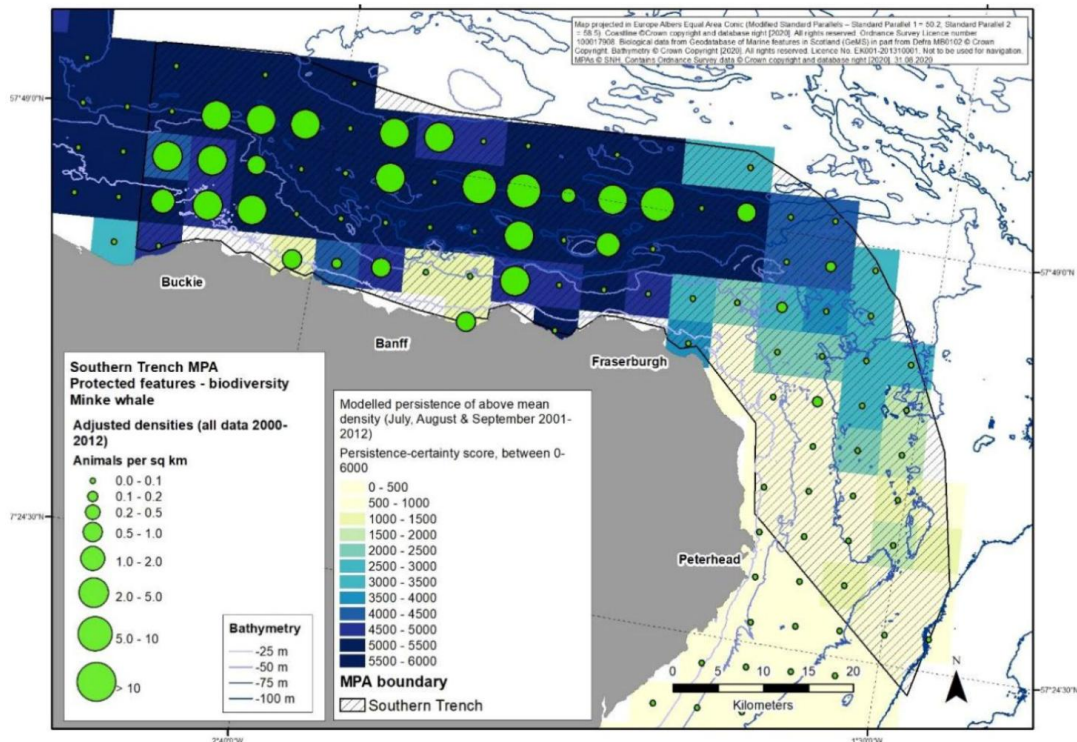 Map projected in Europe Albers Equal Area Conic (Modified Standard Parallels – Standard Parallel 1 = 50.2, Standard Parallel 2
= 58.5). Coastline ©Crown copyright and database right [2020]. All rights reserved. Ordnance Survey Licence number
100017908. Biological data from Geodatabase of Marine features in Scotland (GeMS) in part from Defra MB0102 © Crown
Copyright. Bathymetry © Crown Copyright [2020]. All rights reserved. Licence No. EK001-201310001. Not to be used for navigation.
MPAs © SNH. Contains Ordnance Survey data © Crown copyright and database right [2020]. 31.08.2020
57°49'0"N
57°49'0"N
Buckie
Banff
Fraserburgh
Peterhead
7°24'30"N
57°24'30"N
2°40'0"W
1°30'0"W
Southern Trench MPA
Protected features - biodiversity
Minke whale
Adjusted densities (all data 2000-
2012)
Animals per sq km
0.0 - 0.1
0.1 - 0.2
0.2 - 0.5
0.5 - 1.0
1.0 - 2.0
2.0 - 5.0
5.0 - 10
> 10
Bathymetry
-25 m
-50 m
-75 m
-100 m
Modelled persistence of above mean
density (July, August & September 2001-
2012)
Persistence-certainty score, between 0-
6000
0 - 500
500 - 1000
1000 - 1500
1500 - 2000
2000 - 2500
2500 - 3000
3000 - 3500
3500 - 4000
4000 - 4500
4500 - 5000
5000 - 5500
5500 - 6000
MPA boundary
Southern Trench
0 5 10 15 20
Kilometers
N